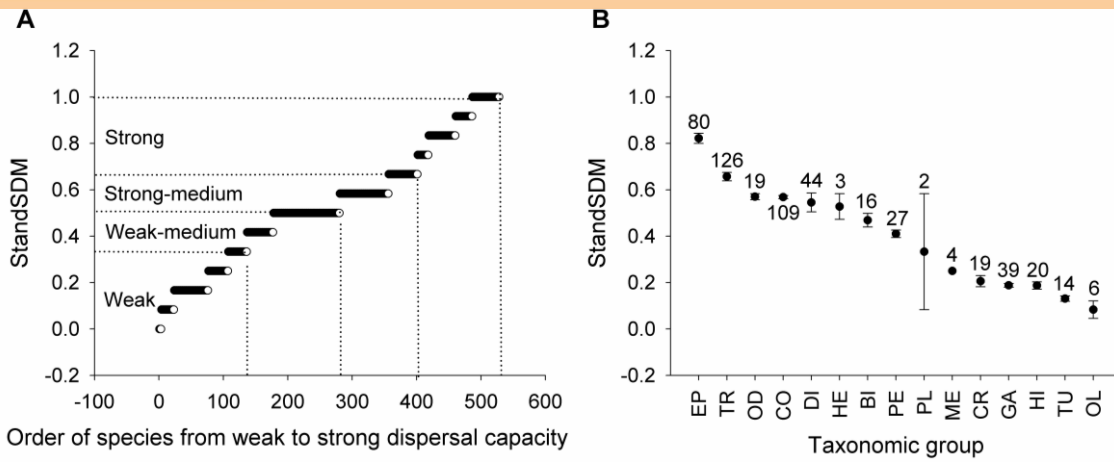 A
StandSDM
1.2
1.0
0.8
0.6
0.4
0.2
0.0
-0.2
Strong
Strong-medium
Weak-medium
Weak
-100 0 100 200 300 400 500 600
Order of species from weak to strong dispersal capacity
B
StandSDM
1.2
1.0
0.8
0.6
0.4
0.2
0.0
-0.2
80 126 19 109 44 3 16 27 2 4 19 39 20 14 6
EP TR OD CO DI HE BI PE PL ME CR GA HI TU OL
Taxonomic group